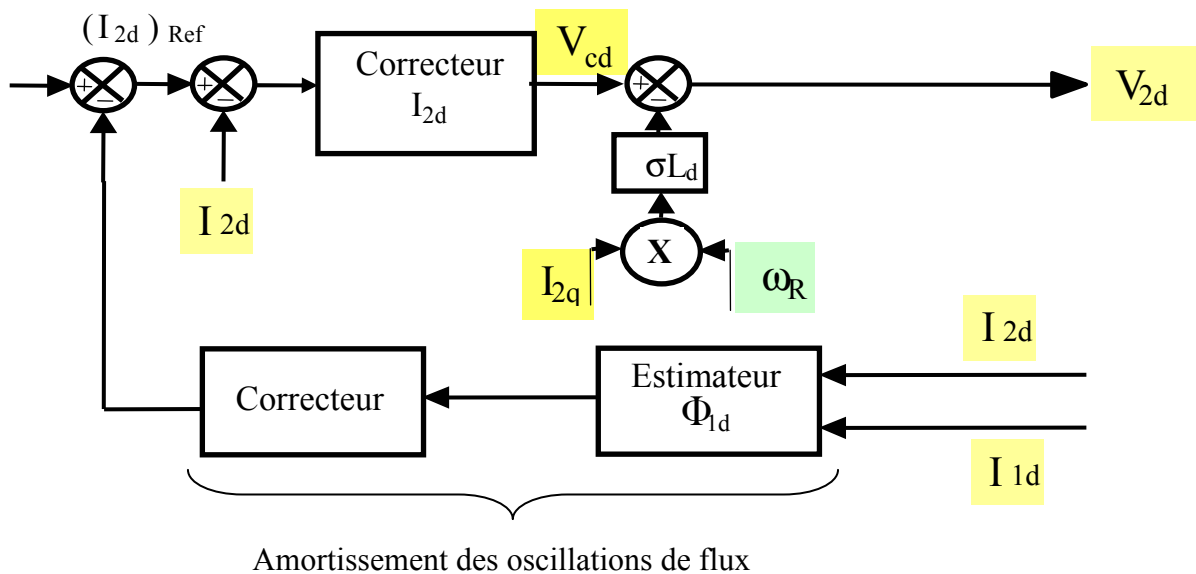 (I 2d ) Ref
+
−
+
−
Correcteur
I2d
Vcd
+
−
V2d
σLd
I 2d
X
I2q
ωR
I 2d
Correcteur
Estimateur
Φ1d
I 1d
Amortissement des oscillations de flux